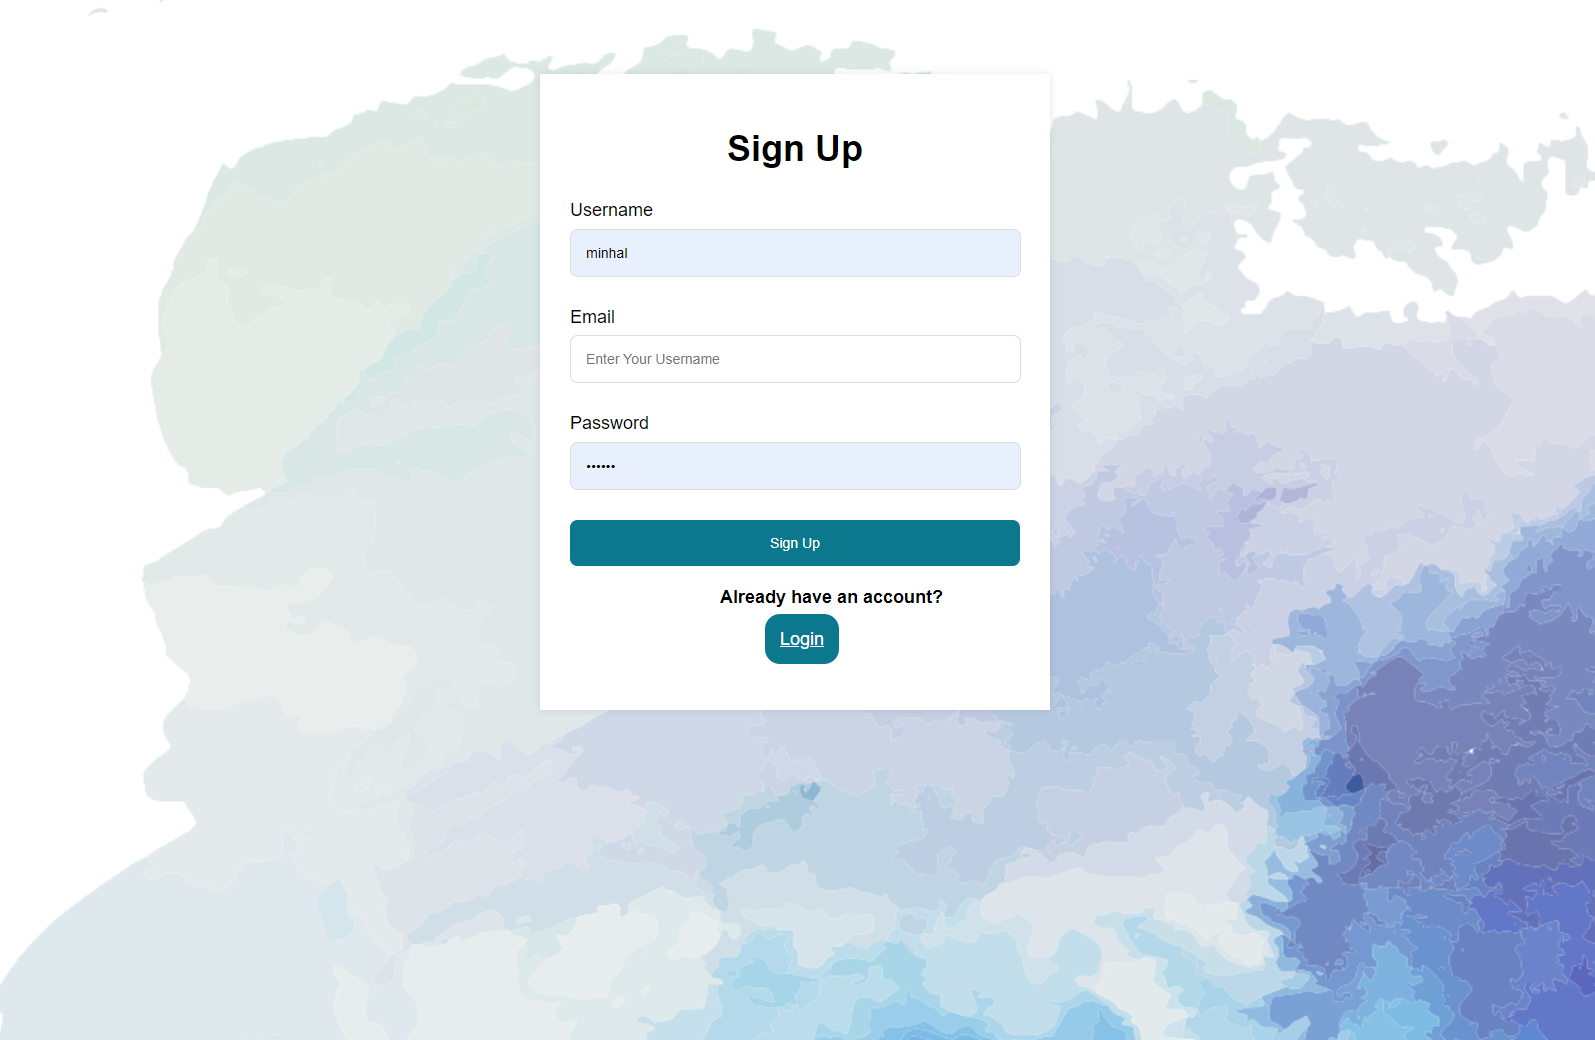 Sign Up
Username
minhal
Email
Enter Your Username
Password
••••••
Sign Up
Already have an account?
Login